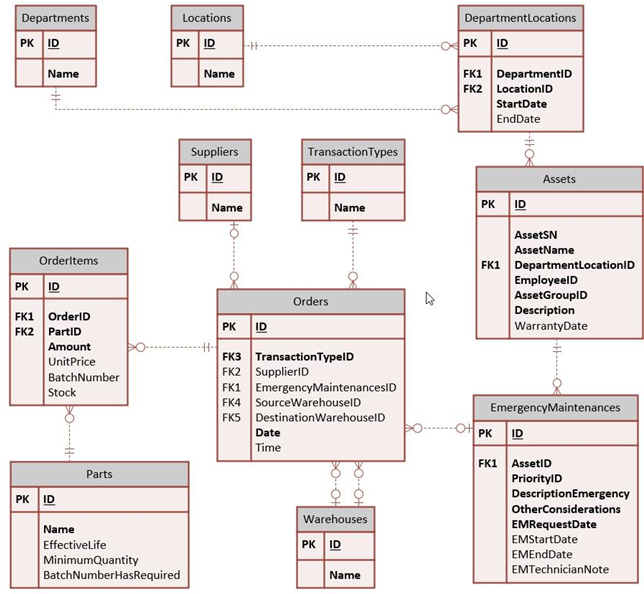 Departments
PK ID
Name
Locations
PK ID
Name
DepartmentLocations
PK ID
FK1 DepartmentID
FK2 LocationID
StartDate
EndDate
Suppliers
PK ID
Name
TransactionTypes
PK ID
Name
Assets
PK ID
AssetSN
AssetName
FK1 DepartmentLocationID
EmployeeID
AssetGroupID
Description
WarrantyDate
OrderItems
PK ID
FK1 OrderID
FK2 PartID
Amount
UnitPrice
BatchNumber
Stock
Orders
PK ID
FK3 TransactionTypeID
FK2 SupplierID
FK1 EmergencyMaintenancesID
FK4 SourceWarehouseID
FK5 DestinationWarehouseID
Date
Time
EmergencyMaintenances
PK ID
FK1 AssetID
PriorityID
DescriptionEmergency
OtherConsiderations
EMRequestDate
EMStartDate
EMEndDate
EMTechnicianNote
Parts
PK ID
Name
EffectiveLife
MinimumQuantity
BatchNumberHasRequired
Warehouses
PK ID
Name